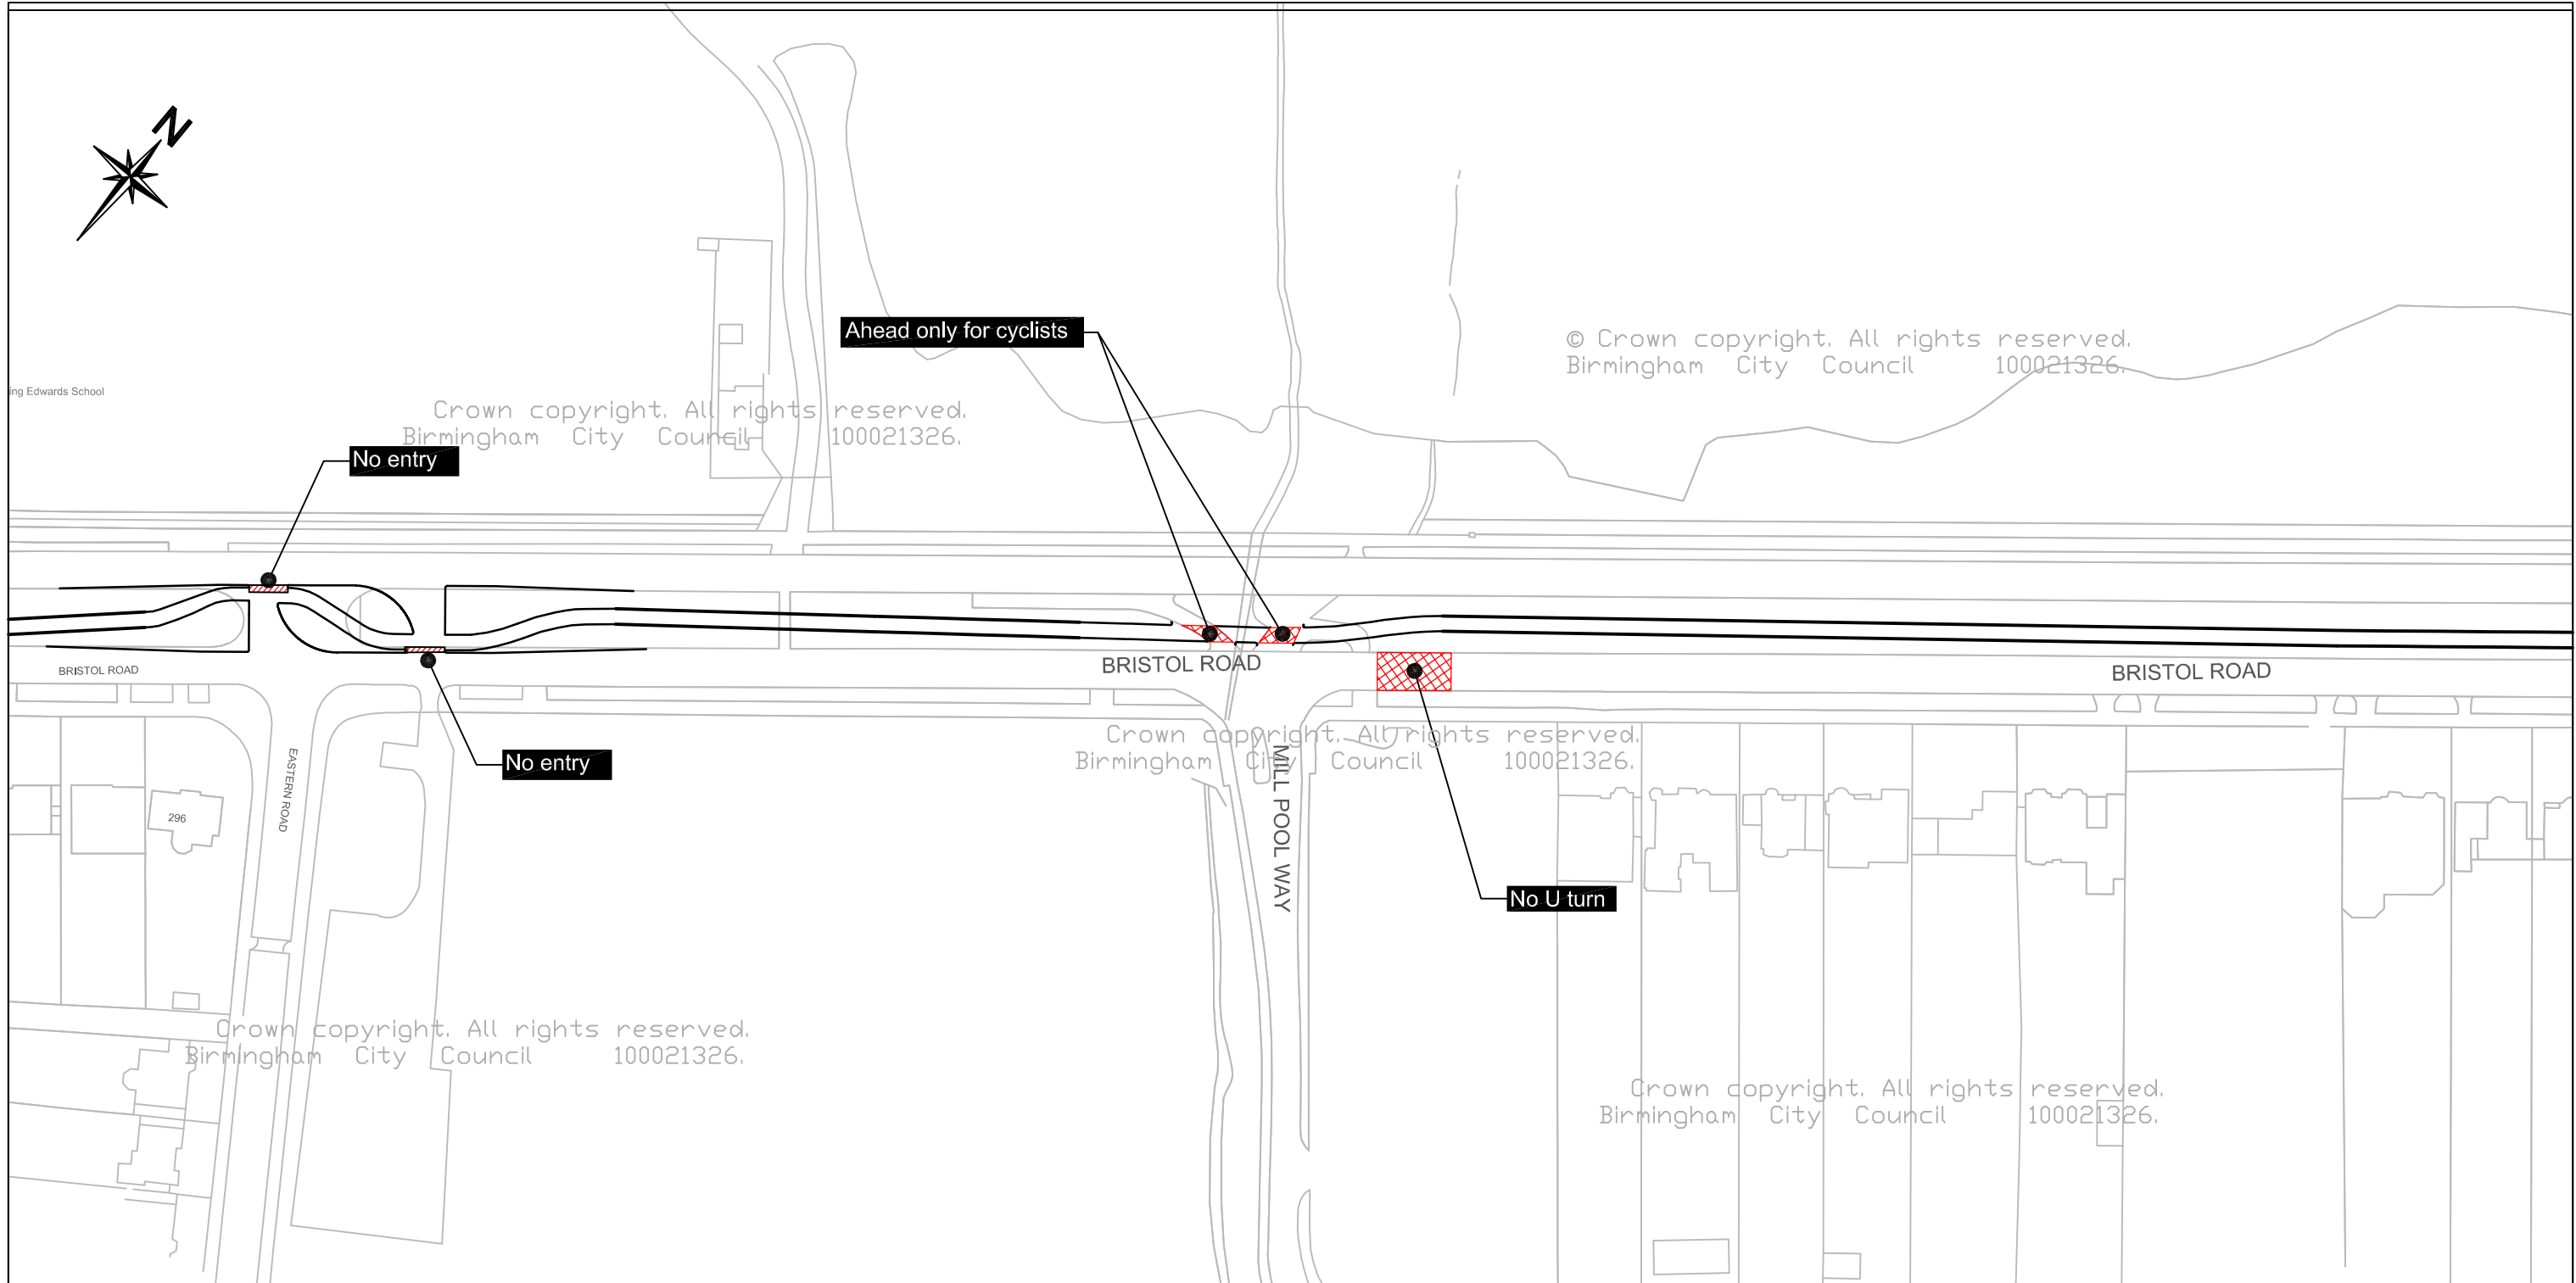 N
Ahead only for cyclists
© Crown copyright. All rights reserved.
Birmingham City Council 100021326.
ing Edwards School
Crown copyright. All rights reserved.
Birmingham City Council 100021326.
No entry
BRISTOL ROAD
BRISTOL ROAD
BRISTOL ROAD
Crown copyright. All rights reserved.
Birmingham City Council 100021326.
No entry
EASTERN ROAD
296
MILL POOL WAY
No U turn
Crown copyright. All rights reserved.
Birmingham City Council 100021326.
Crown copyright. All rights reserved.
Birmingham City Council 100021326.